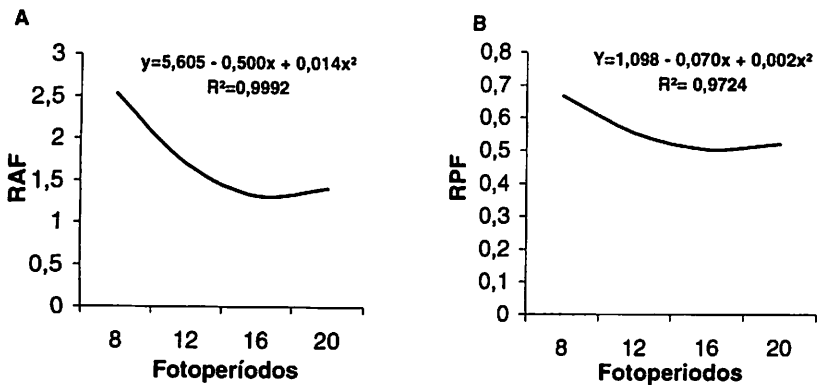 A
3
2,5
2
1,5
1
0,5
0
RAF
y=5,605 - 0,500x + 0,014x²
R²=0,9992
8 12 16 20
Fotoperíodos
B
0,8
0,7
0,6
0,5
0,4
0,3
0,2
0,1
0
RPF
Y=1,098 - 0,070x + 0,002x²
R²= 0,9724
8 12 16 20
Fotoperiodos